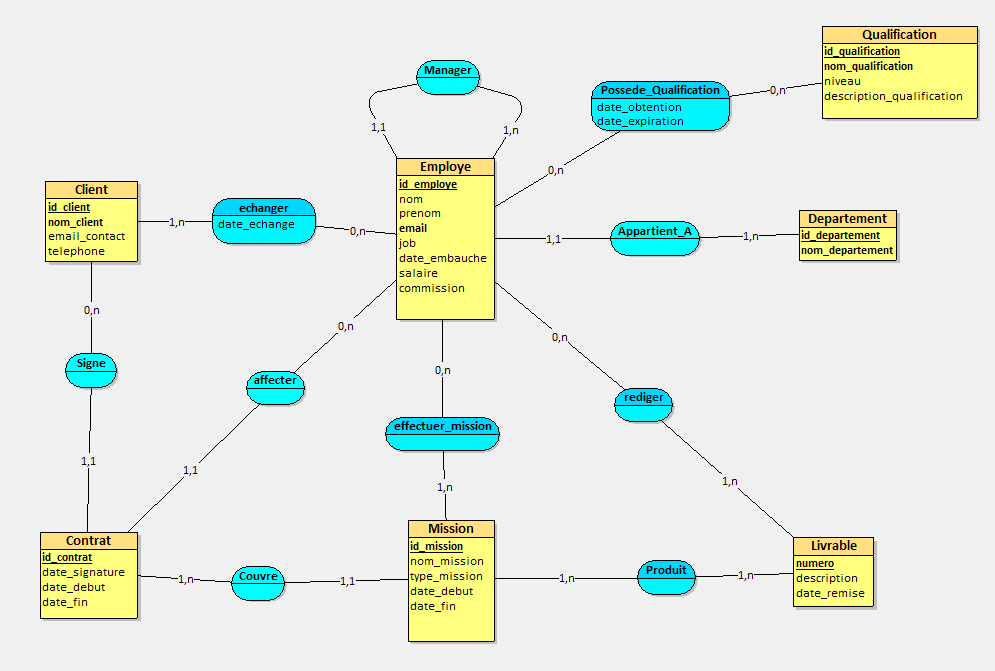 Qualification
id_qualification
nom_qualification
niveau
description_qualification
0,n
Possede_Qualification
date_obtention
date_expiration
0,n
Manager
1,1
1,n
Employe
id_employe
nom
prenom
email
job
date_embauche
salaire
commission
Client
id_client
nom_client
email_contact
telephone
1,n
echanger
date_echange
0,n
1,1
Appartient_A
1,n
Departement
id_departement
nom_departement
0,n
Signe
1,1
0,n
affecter
1,1
0,n
effectuer_mission
1,n
0,n
rediger
1,n
Contrat
id_contrat
date_signature
date_debut
date_fin
1,n
Couvre
1,1
Mission
id_mission
nom_mission
type_mission
date_debut
date_fin
1,n
Produit
1,n
Livrable
numero
description
date_remise